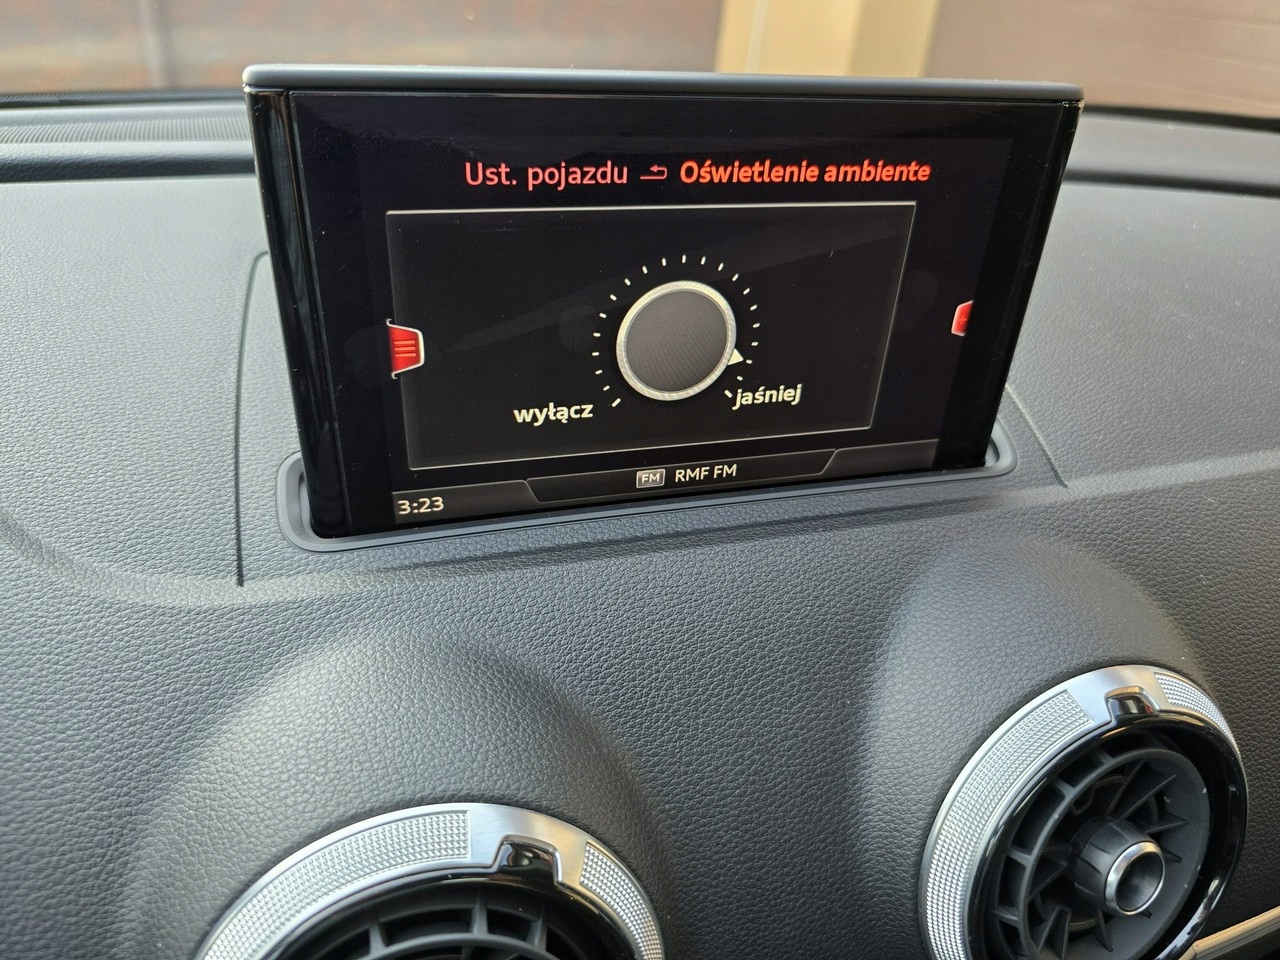 Ust. pojazdu Oświetlenie ambiente
wyłącz jaśniej
FM RMF FM
3:23